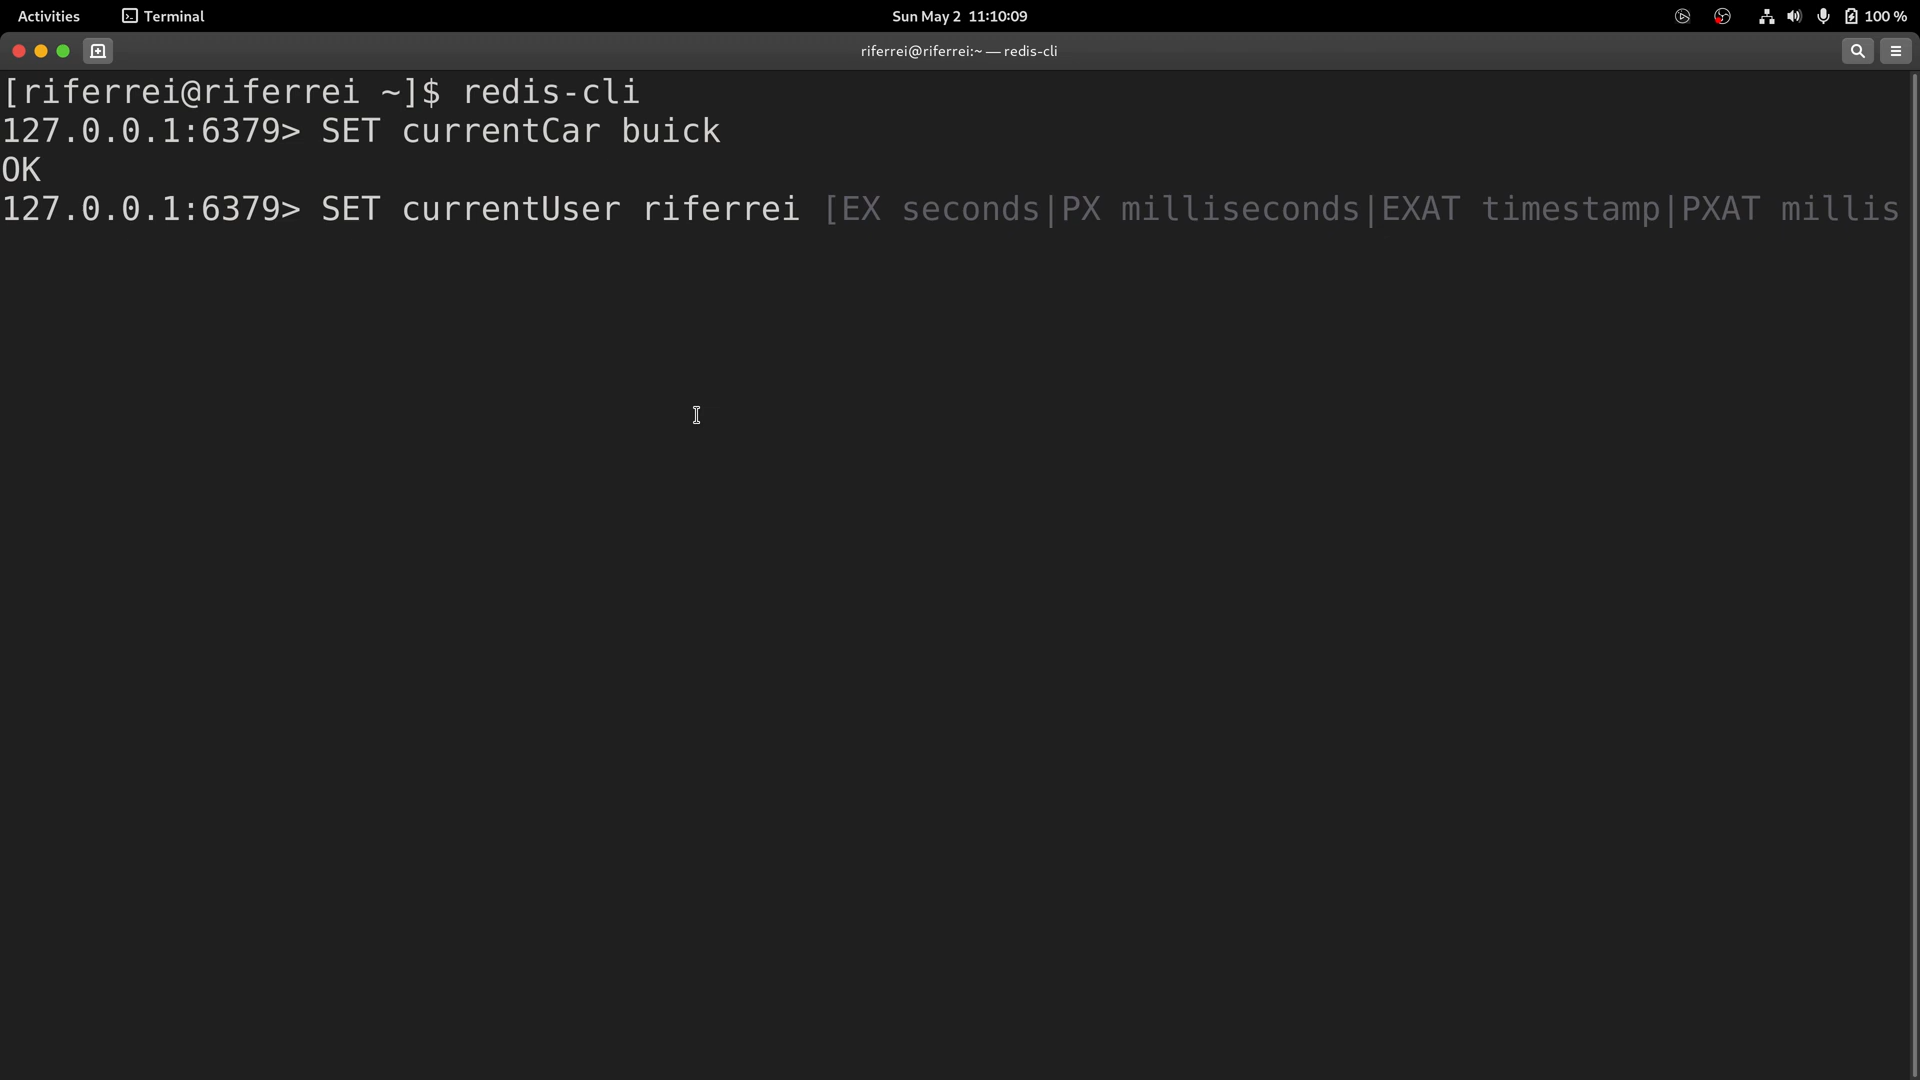 Activities Terminal Sun May 2 11:10:09 100 %
riferrei@riferrei:~ — redis-cli
[riferrei@riferrei ~]$ redis-cli
127.0.0.1:6379> SET currentCar buick
OK
127.0.0.1:6379> SET currentUser riferrei [EX seconds|PX milliseconds|EXAT timestamp|PXAT millis